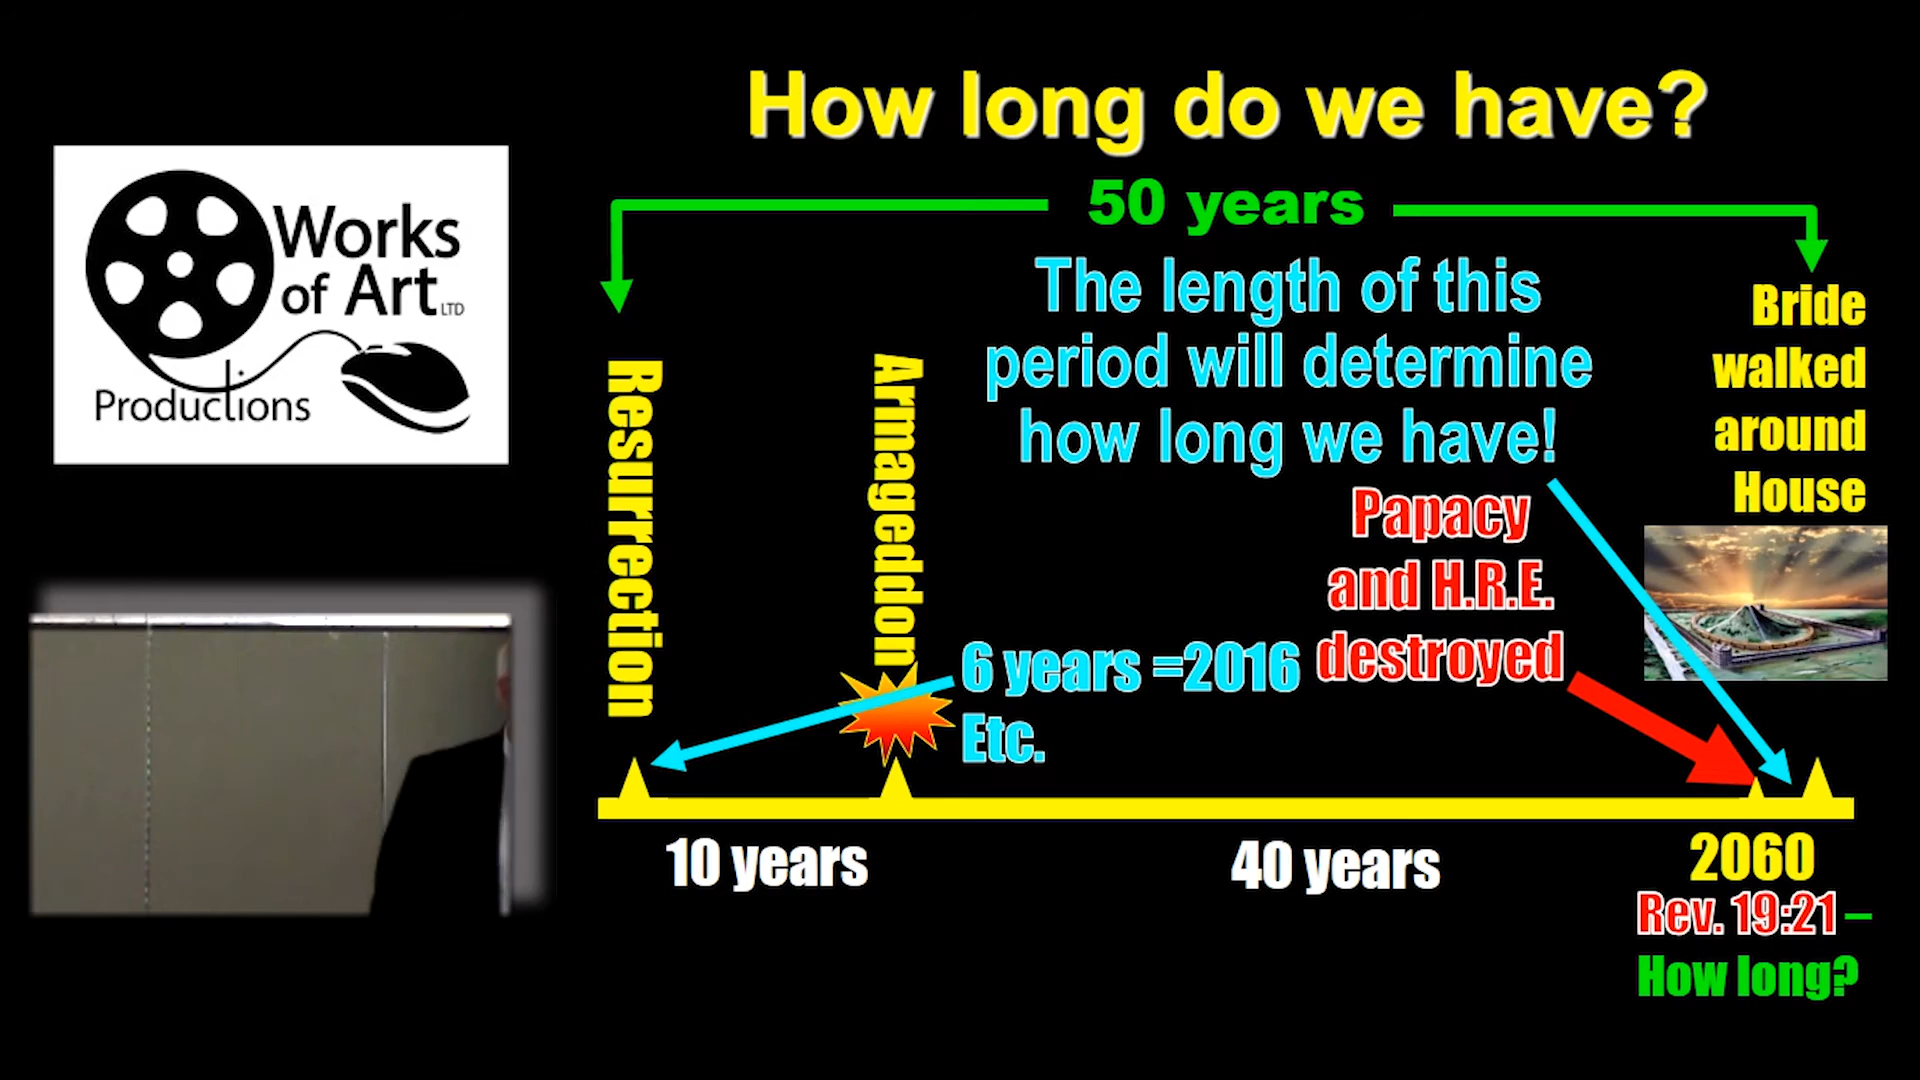 How long do we have?
50 years
Works
of Art LTD
Productions
The length of this
period will determine
how long we have!
Bride
walked
around
House
Resurrection
Armageddon
Papacy
and H.R.E.
destroyed
6 years =2016
Etc.
10 years
40 years
2060
Rev. 19:21 –
How long?